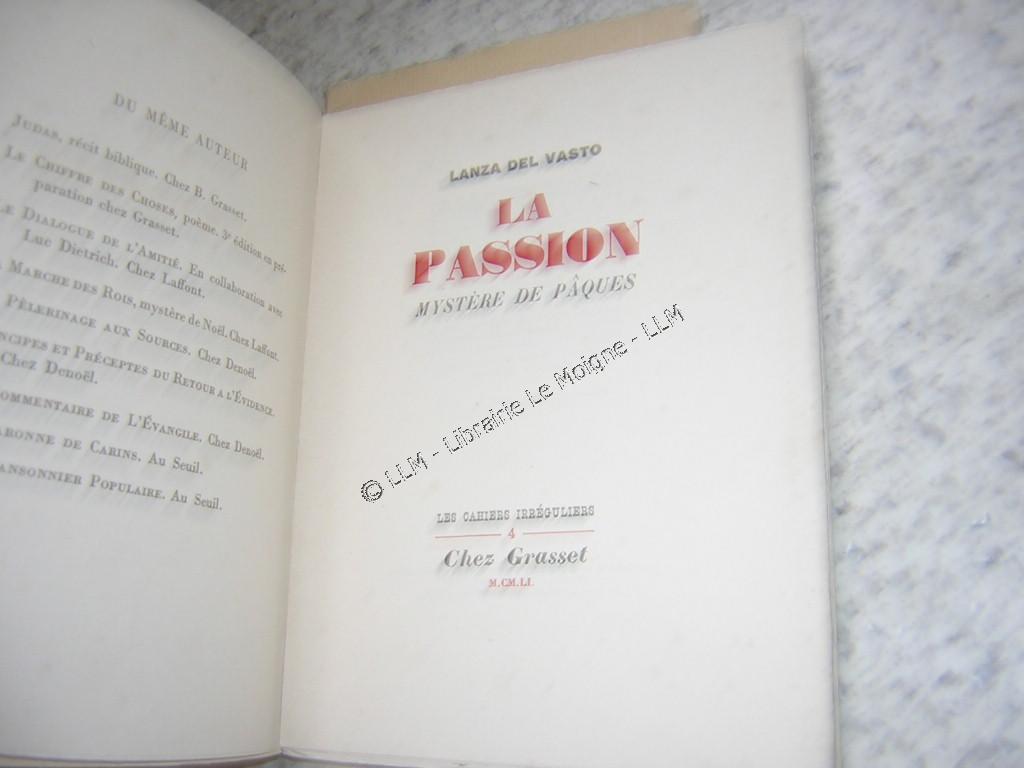 DU MÊME AUTEUR
JUDAS, récit biblique. Chez B. Grasset.
LE CHIFFRE DES CHOSES, poème. 3e édition en pré-
paration chez Grasset.
LE DIALOGUE DE L'AMITIÉ. En collaboration avec
Luc Dietrich. Chez Laffont.
MARCHE DES ROIS, mystère de Noël. Chez Laffont.
PÈLERINAGE AUX SOURCES. Chez Denoël.
NCIPES ET PRÉCEPTES DU RETOUR A L'ÉVIDENCE.
Chez Denoël.
OMMENTAIRE DE L'ÉVANGILE. Chez Denoël.
ARONNE DE CARINS. Au Seuil.
ANSONNIER POPULAIRE. Au Seuil.
LANZA DEL VASTO
LA
PASSION
MYSTÈRE DE PÂQUES
© LLM - Librairie Le Moigne - LLM
LES CAHIERS IRRÉGULIERS
4
Chez Grasset
M.CM.LI.